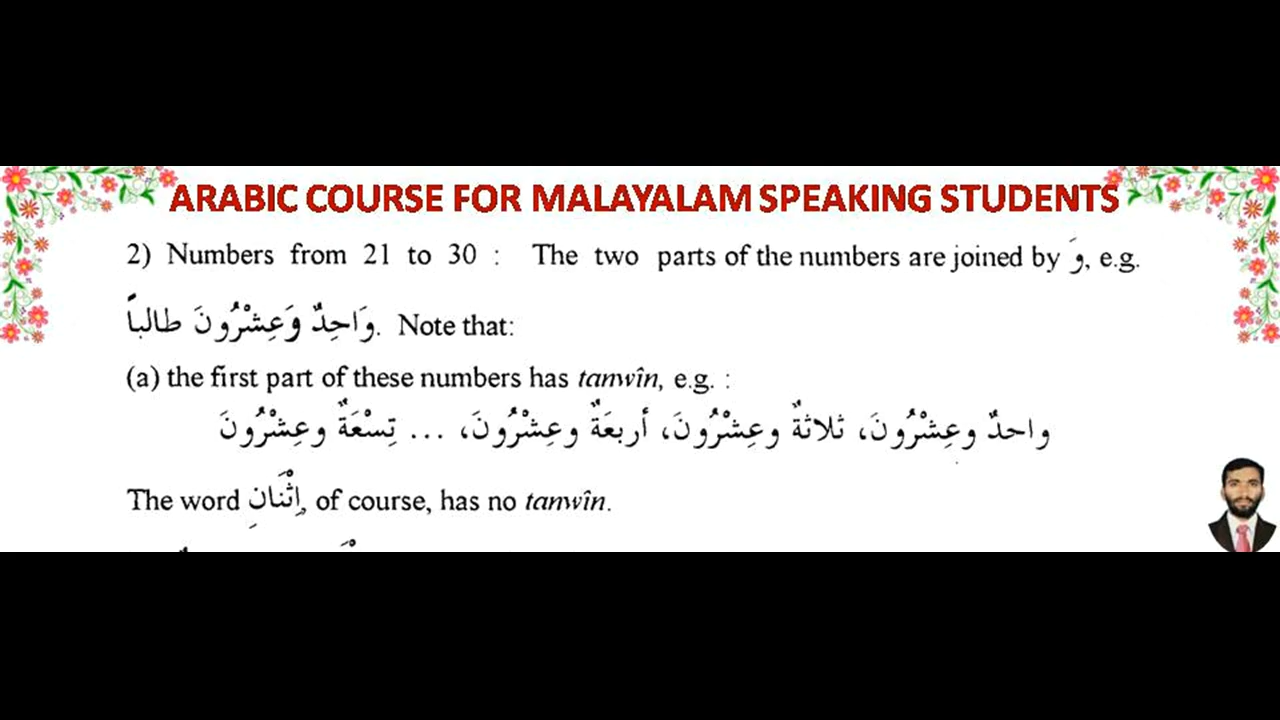 ARABIC COURSE FOR MALAYALAM SPEAKING STUDENTS
2) Numbers from 21 to 30 : The two parts of the numbers are joined by وَ, e.g.
وَاحِدٌ وَعِشْرُونَ طالباً. Note that:
(a) the first part of these numbers has tanwîn, e.g. :
واحدٌ وعِشْرُونَ، ثلاثةٌ وعِشْرُونَ، أربعَةٌ وعِشْرُونَ، ... تِسْعَةٌ وعِشْرُونَ
The word إِثْنَانِ, of course, has no tanwîn.